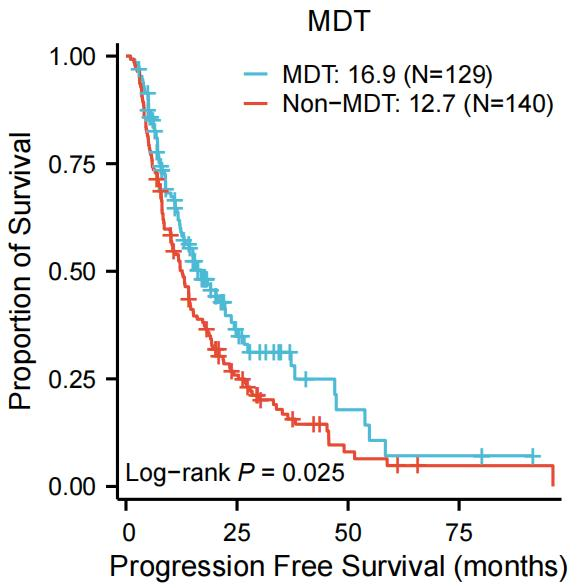 MDT
MDT: 16.9 (N=129)
Non−MDT: 12.7 (N=140)
1.00
0.75
0.50
0.25
0.00
Proportion of Survival
Log−rank P = 0.025
0 25 50 75
Progression Free Survival (months)